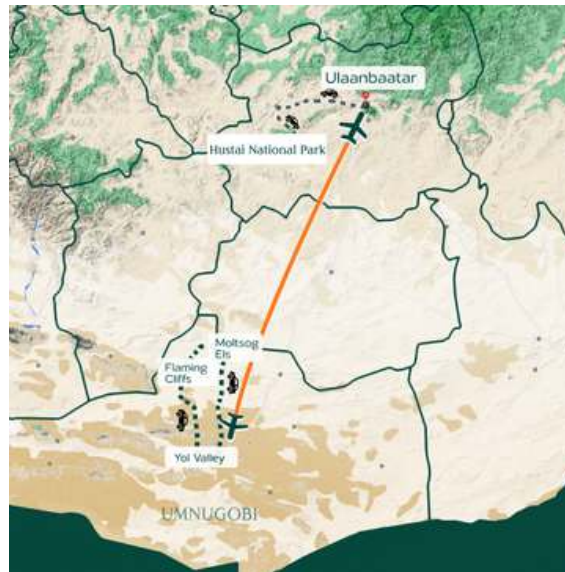 Ulaanbaatar
Hustai National Park
Moltsog
Els
Flaming
Cliffs
Yol Valley
UMNUGOBI